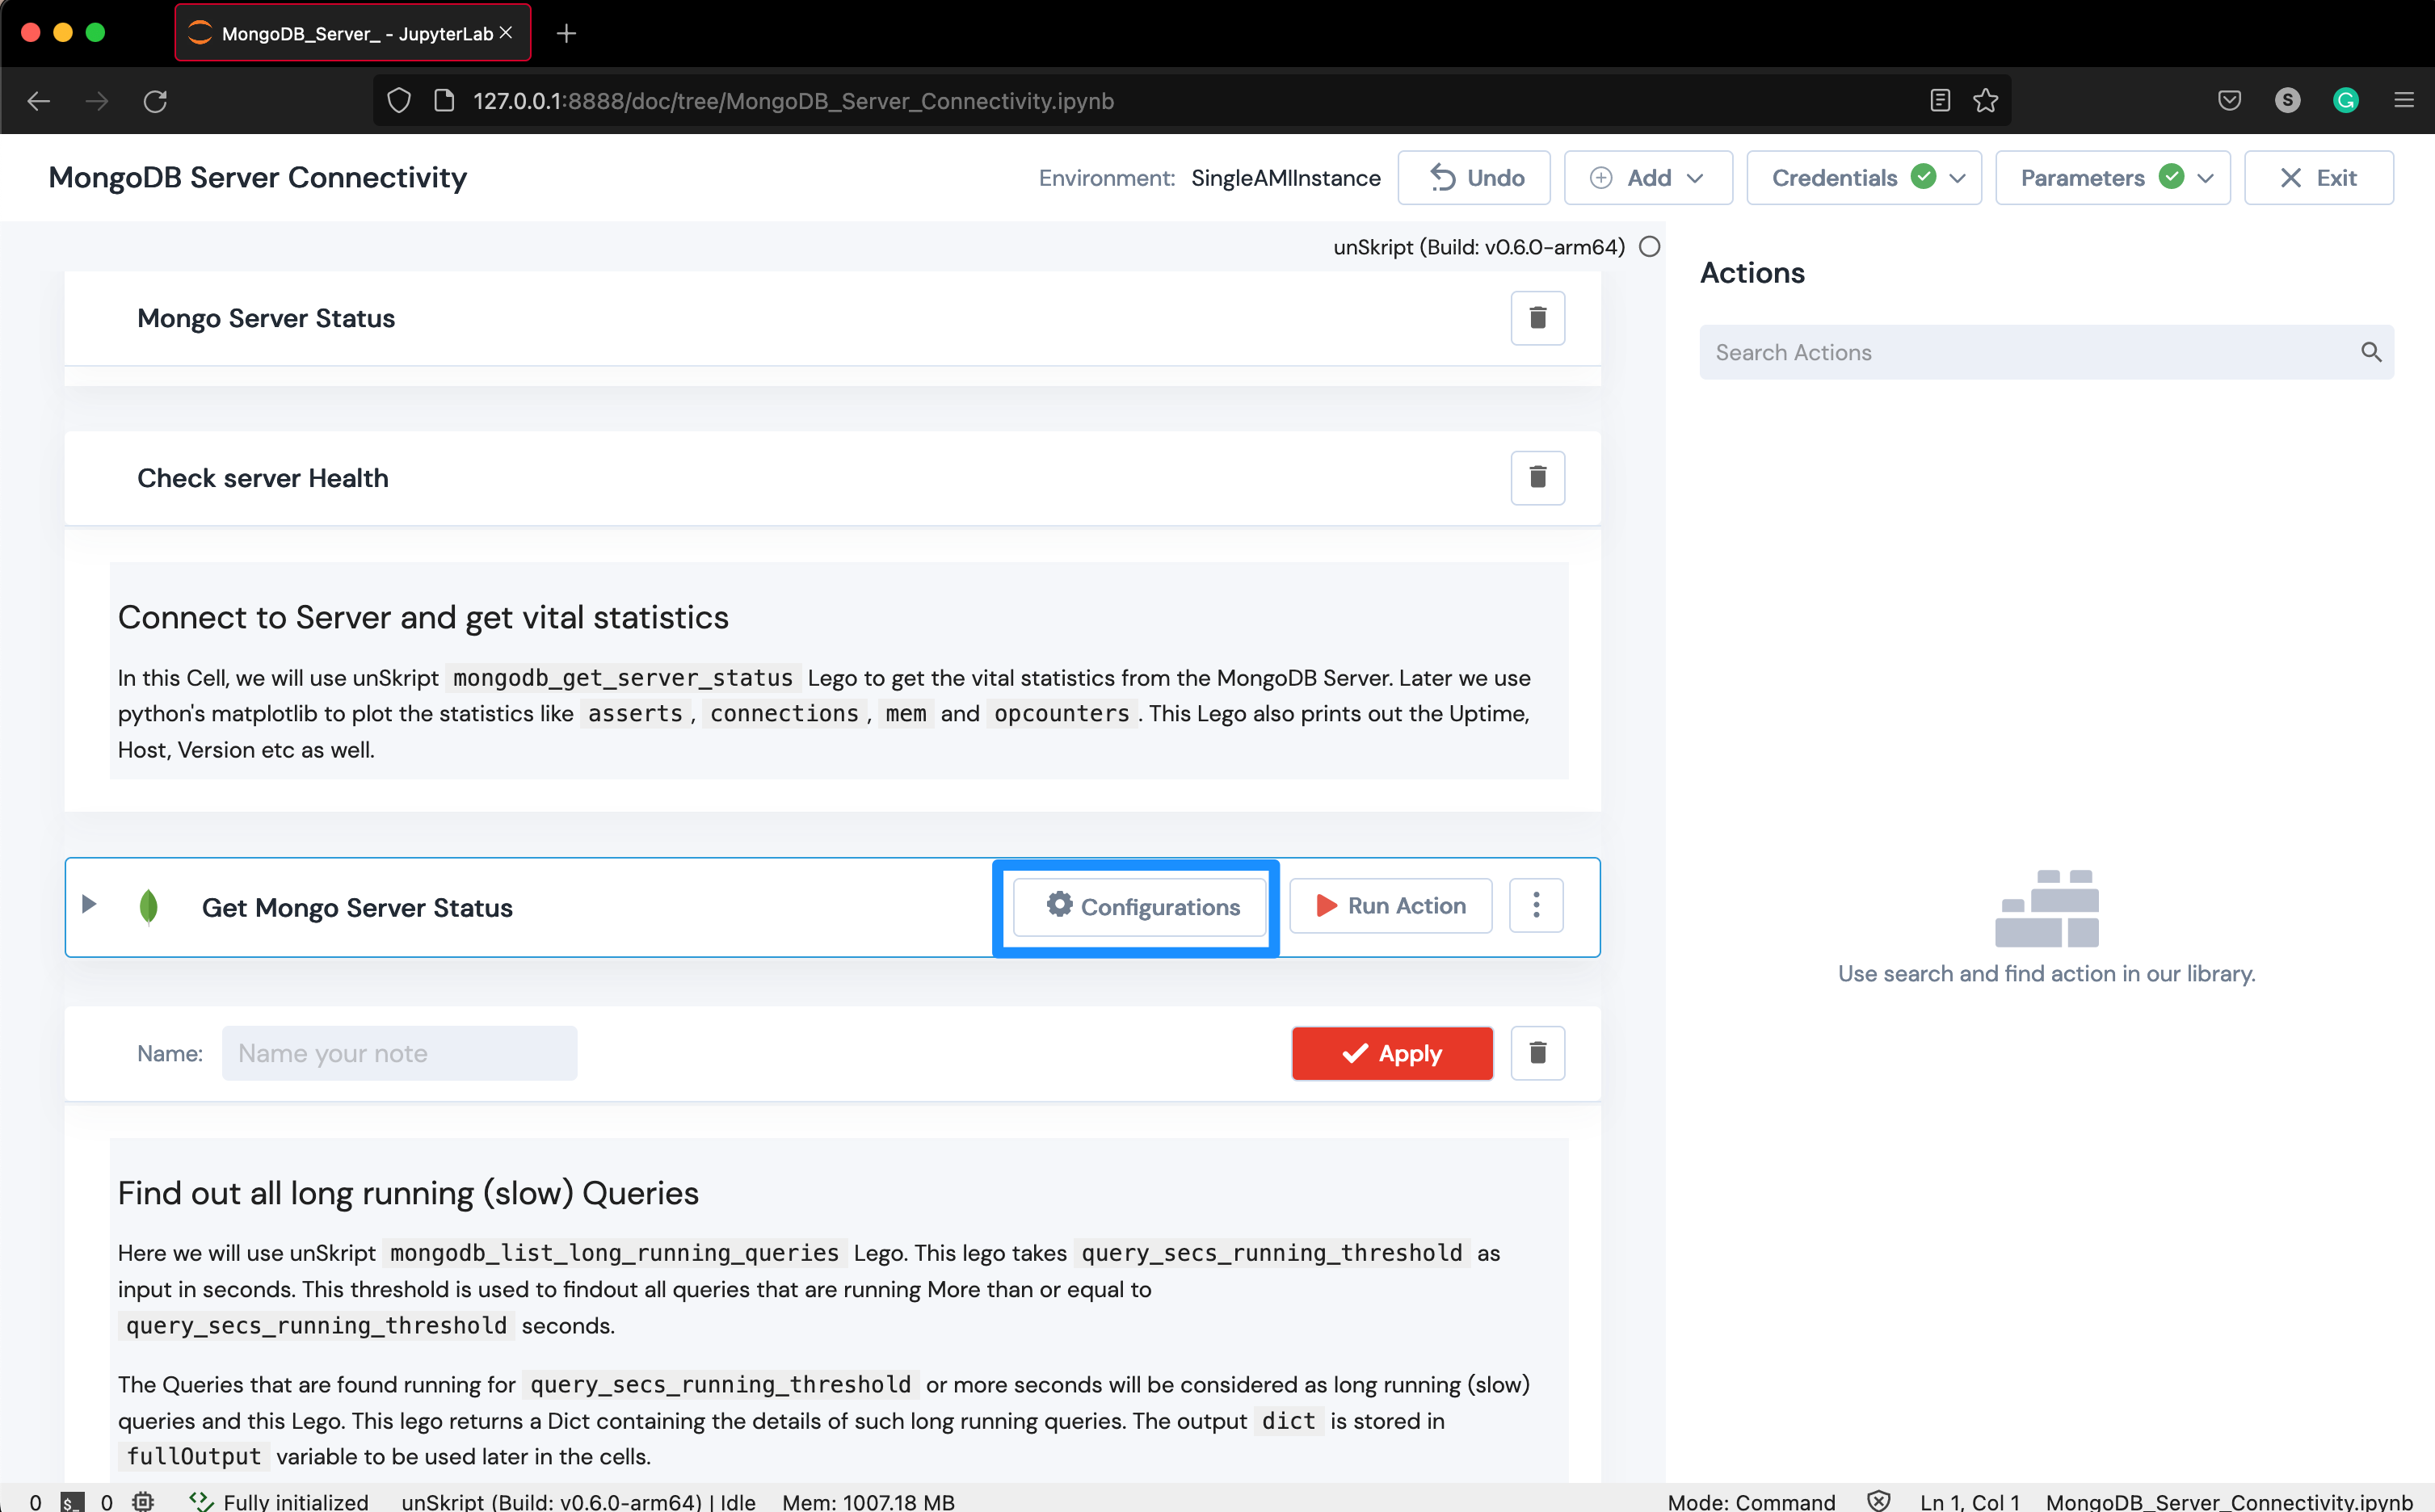 MongoDB_Server_ - JupyterLab
127.0.0.1:8888/doc/tree/MongoDB_Server_Connectivity.ipynb
S
G
MongoDB Server Connectivity
Environment: SingleAMIInstance
Undo
Add
Credentials
Parameters
Exit
unSkript (Build: v0.6.0-arm64)
Actions
Search Actions
Mongo Server Status
Check server Health
Connect to Server and get vital statistics
In this Cell, we will use unSkript mongodb_get_server_status Lego to get the vital statistics from the MongoDB Server. Later we use
python's matplotlib to plot the statistics like asserts, connections, mem and opcounters. This Lego also prints out the Uptime,
Host, Version etc as well.
Get Mongo Server Status
Configurations
Run Action
Use search and find action in our library.
Name: Name your note
Apply
Find out all long running (slow) Queries
Here we will use unSkript mongodb_list_long_running_queries Lego. This lego takes query_secs_running_threshold as
input in seconds. This threshold is used to findout all queries that are running More than or equal to
query_secs_running_threshold seconds.
The Queries that are found running for query_secs_running_threshold or more seconds will be considered as long running (slow)
queries and this Lego. This lego returns a Dict containing the details of such long running queries. The output dict is stored in
fullOutput variable to be used later in the cells.
0 $_ 0 Fully initialized unSkript (Build: v0.6.0-arm64) | Idle Mem: 1007.18 MB
Mode: Command Ln 1, Col 1 MongoDB_Server_Connectivity.ipynb